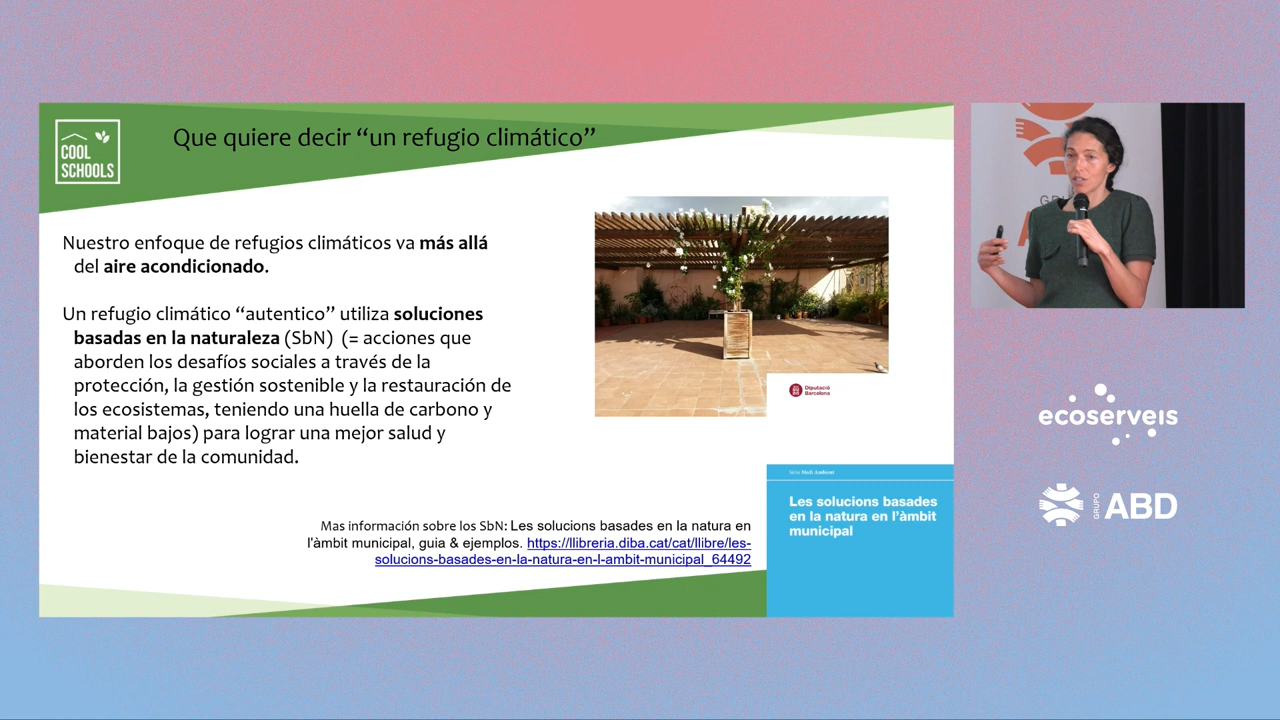 COOL
SCHOOLS
Que quiere decir “un refugio climático”
Nuestro enfoque de refugios climáticos va más allá
del aire acondicionado.
Un refugio climático “autentico” utiliza soluciones
basadas en la naturaleza (SbN) (= acciones que
aborden los desafíos sociales a través de la
protección, la gestión sostenible y la restauración de
los ecosistemas, teniendo una huella de carbono y
material bajos) para lograr una mejor salud y
bienestar de la comunidad.
Mas información sobre los SbN: Les solucions basades en la natura en
l'àmbit municipal, guia & ejemplos. https://llibreria.diba.cat/cat/llibre/les-
solucions-basades-en-la-natura-en-l-ambit-municipal_64492
Diputació
Barcelona
Sèrie Medi Ambient
Les solucions basades
en la natura en l'àmbit
municipal
ecoserveis
GRUPO
ABD